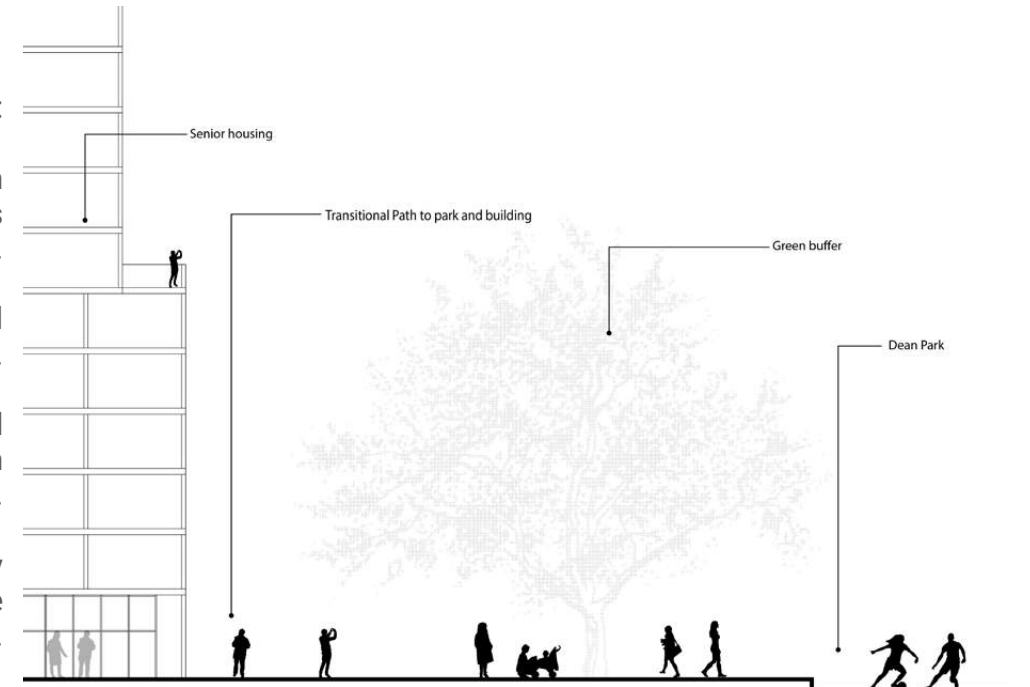 Senior housing
Transitional Path to park and building
Green buffer
Dean Park